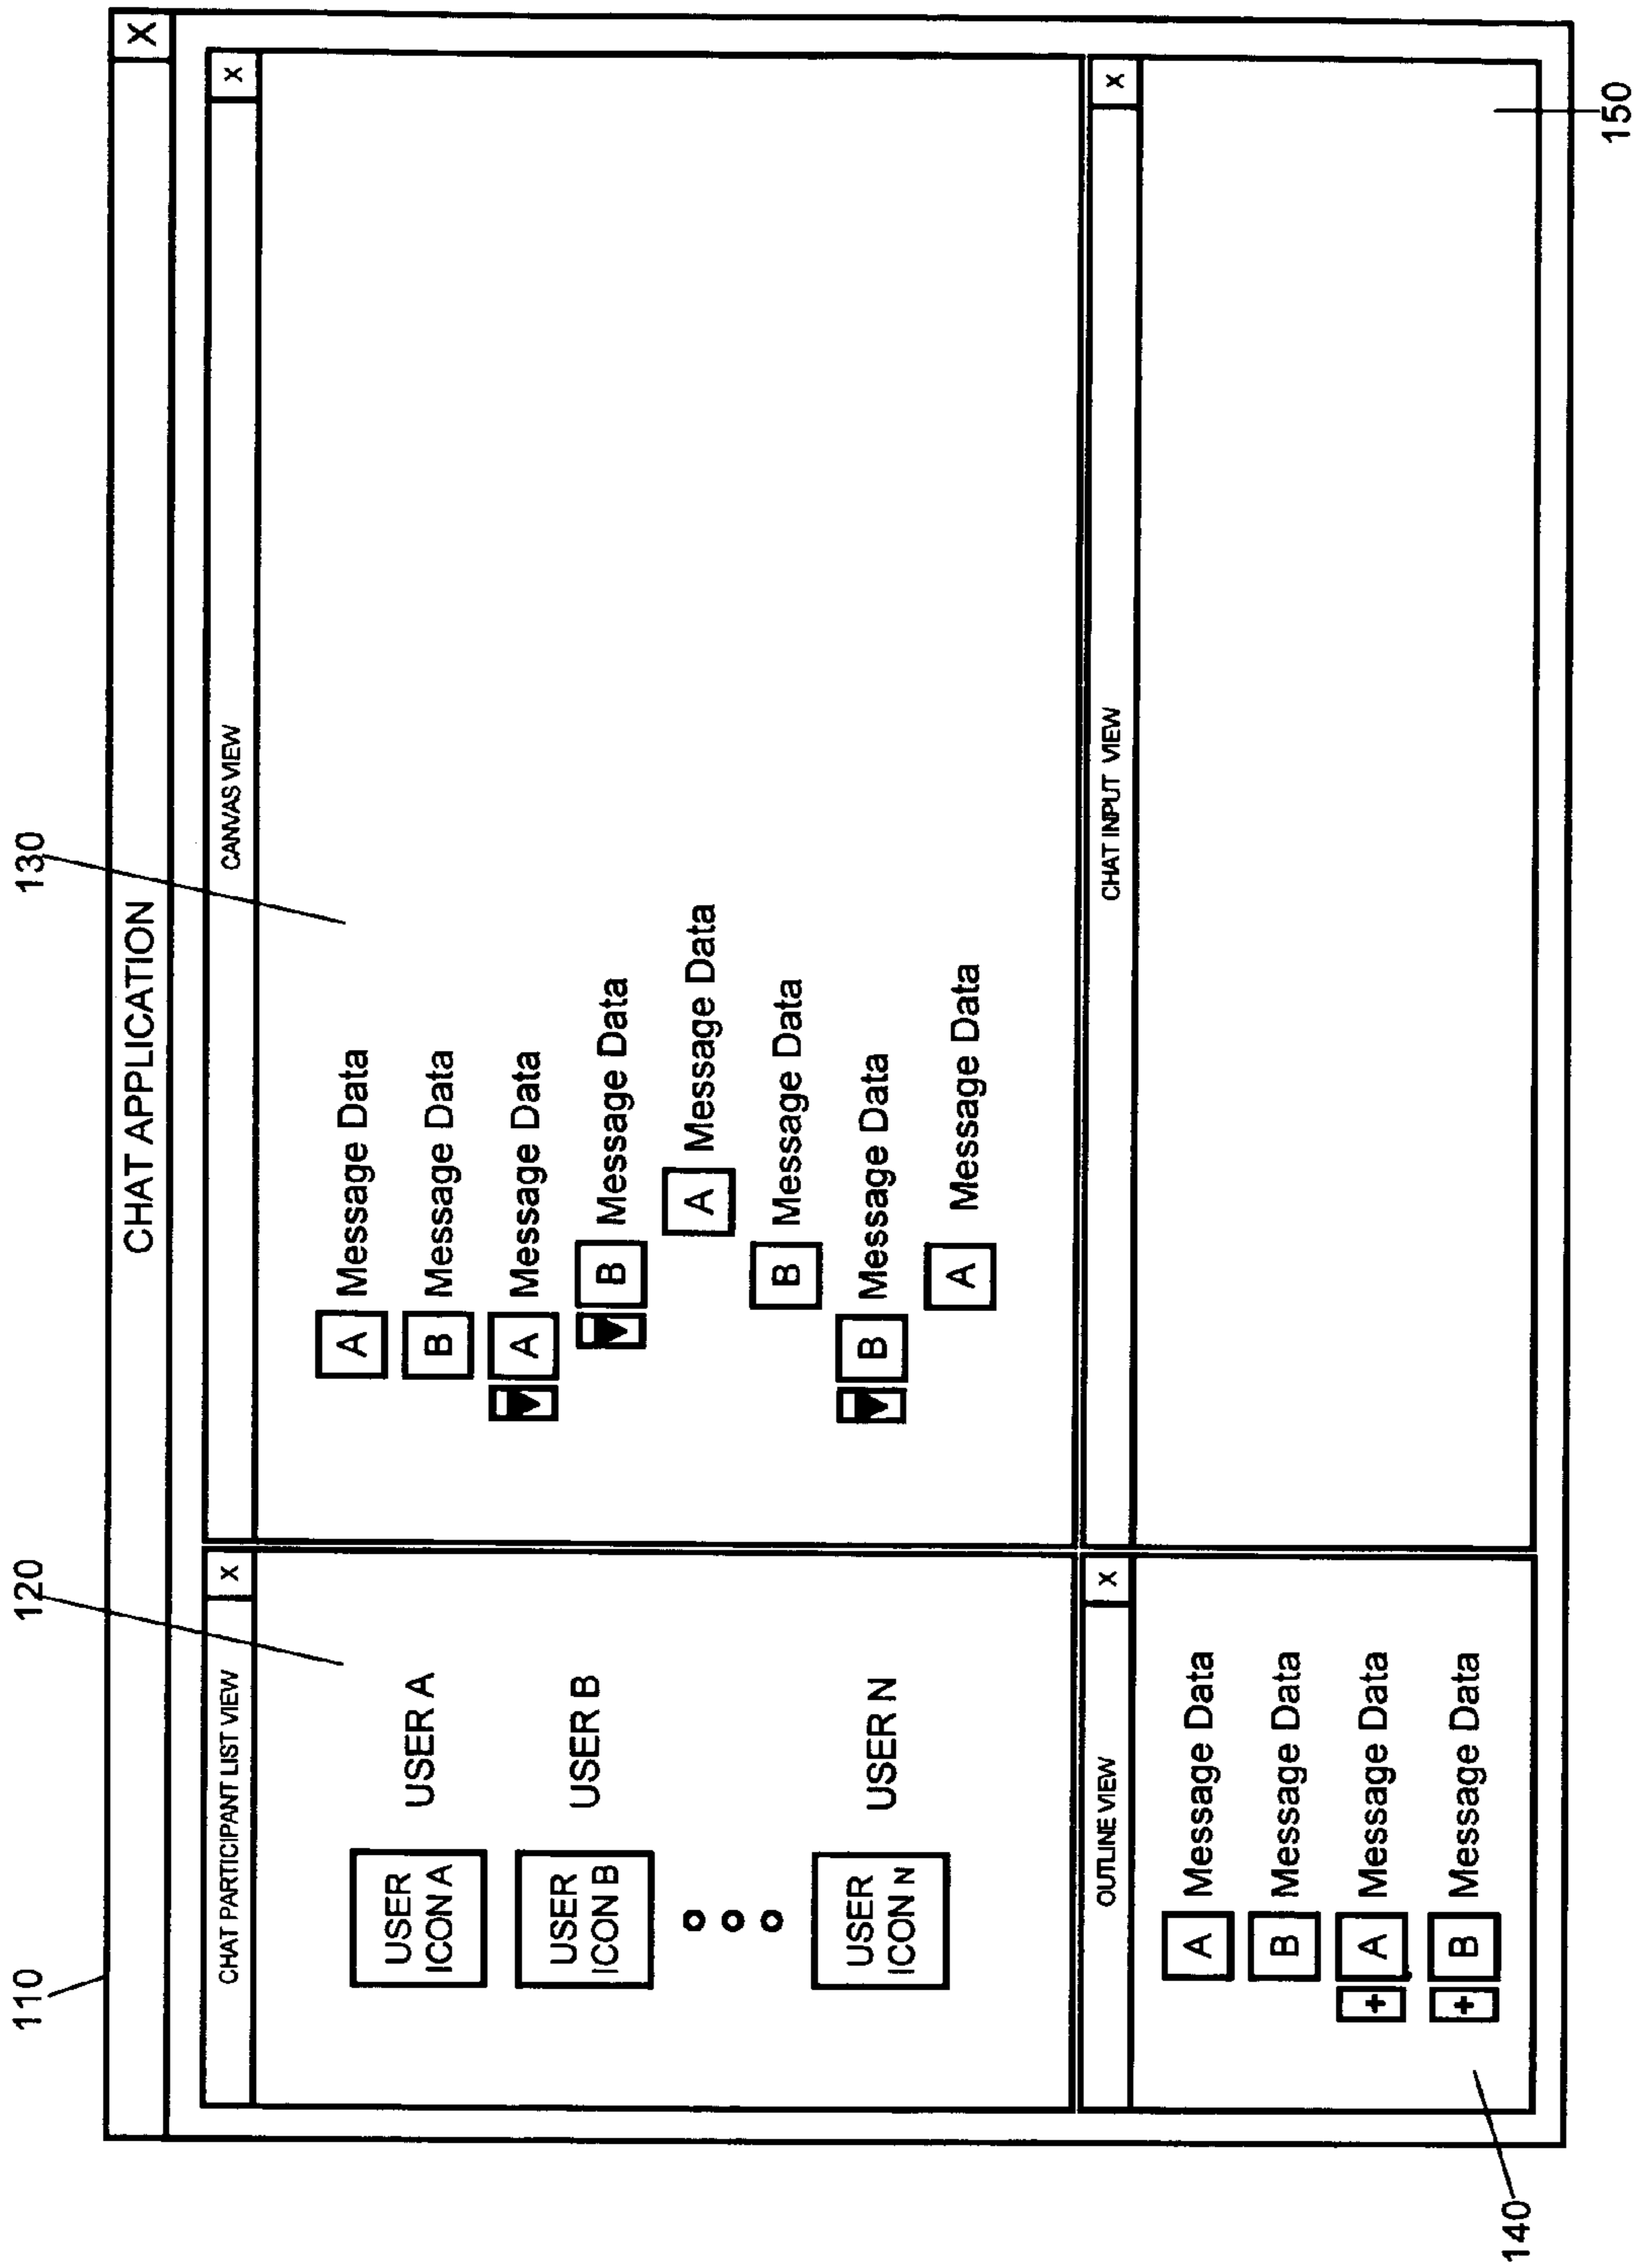 110
120
130
CHAT APPLICATION
X
CHAT PARTICIPANT LIST VIEW
X
USER
ICON A
USER A
USER
ICON B
USER B
USER
ICON N
USER N
CANVAS VIEW
X
A Message Data
B Message Data
A Message Data
B Message Data
A Message Data
B Message Data
B Message Data
A Message Data
OUTLINE VIEW
X
A Message Data
B Message Data
+ A Message Data
+ B Message Data
CHAT INPUT VIEW
X
140
150